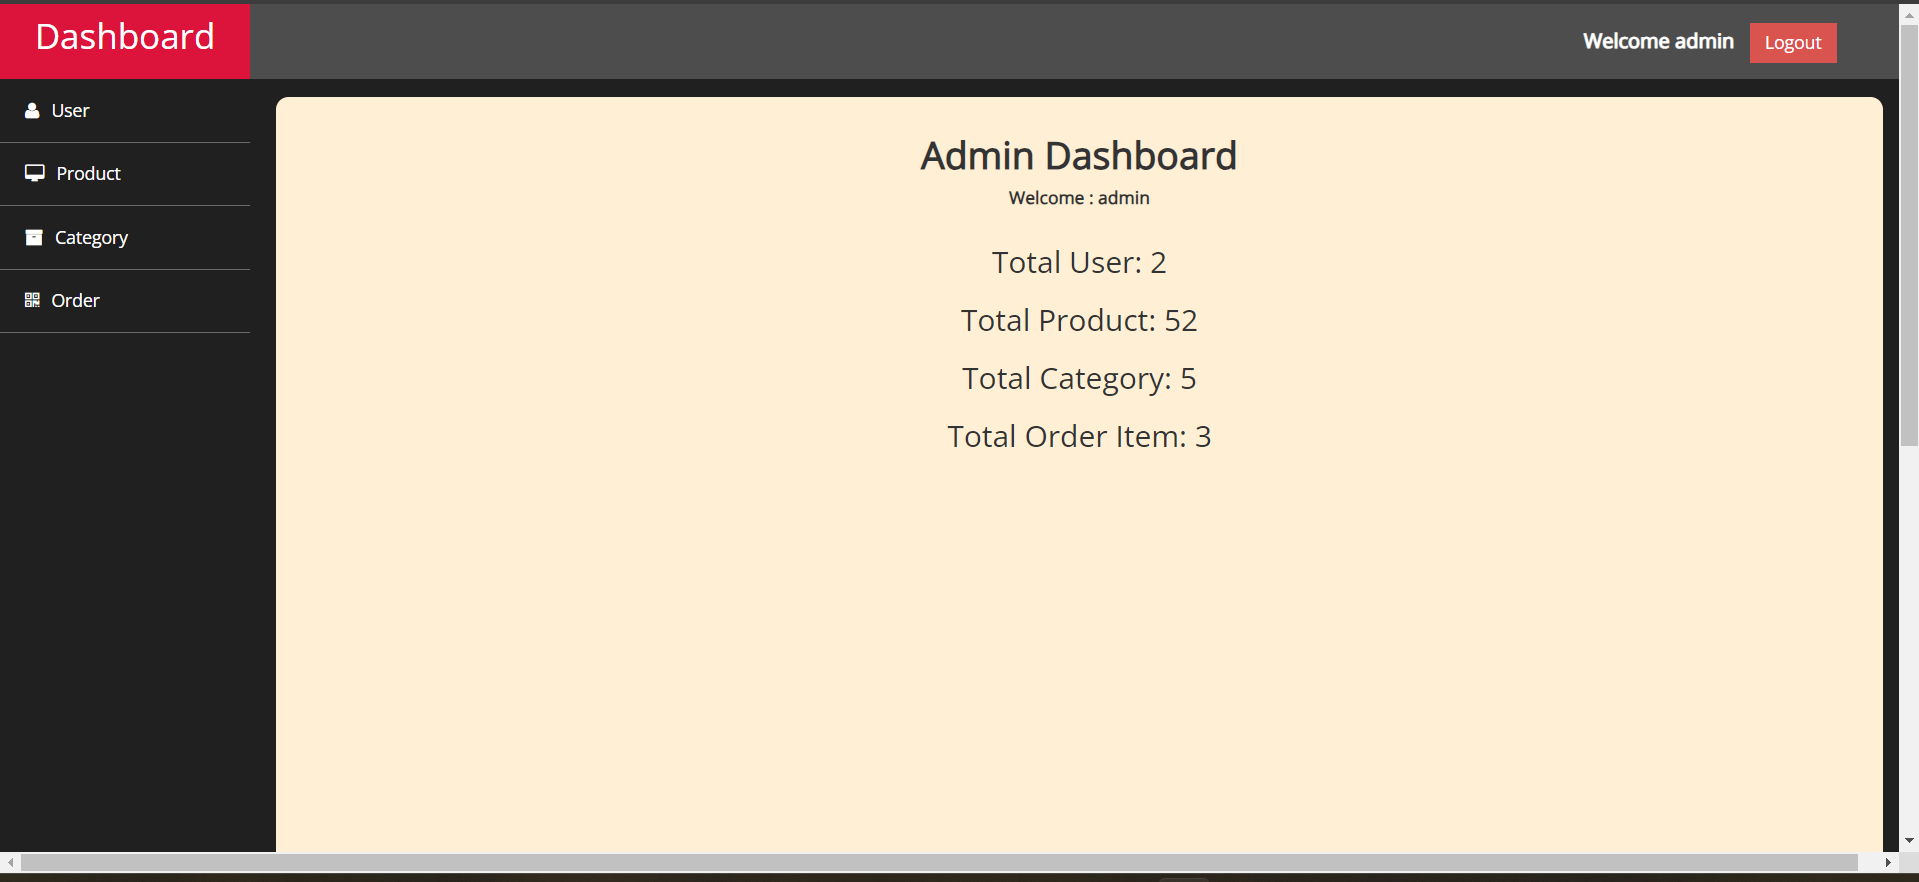 Dashboard
Welcome admin Logout
User
Product
Category
Order
Admin Dashboard
Welcome : admin
Total User: 2
Total Product: 52
Total Category: 5
Total Order Item: 3